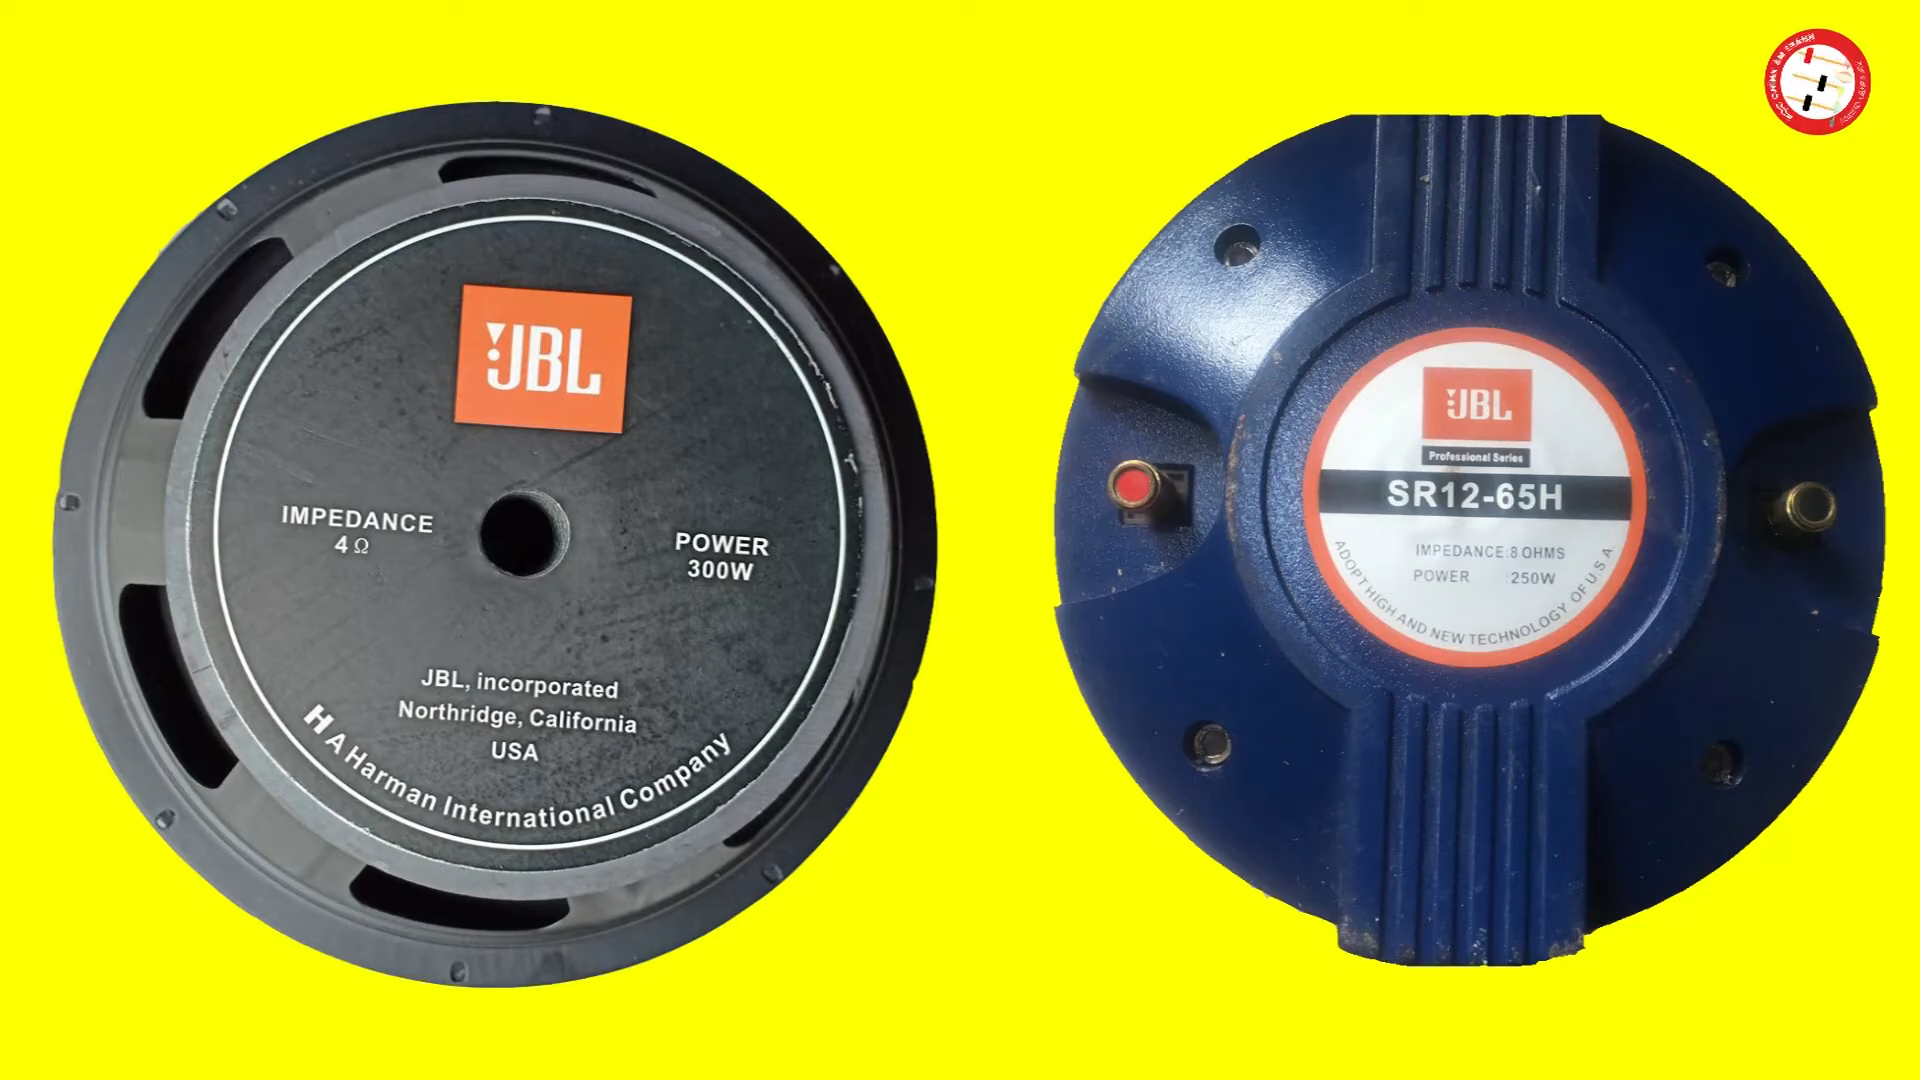 JBL
IMPEDANCE
4 Ω
POWER
300W
JBL, incorporated
Northridge, California
USA
H A Harman International Company
JBL
Professional Series
SR12-65H
IMPEDANCE:8 OHMS
POWER :250W
ADOPT HIGH AND NEW TECHNOLOGY OF U.S.A.